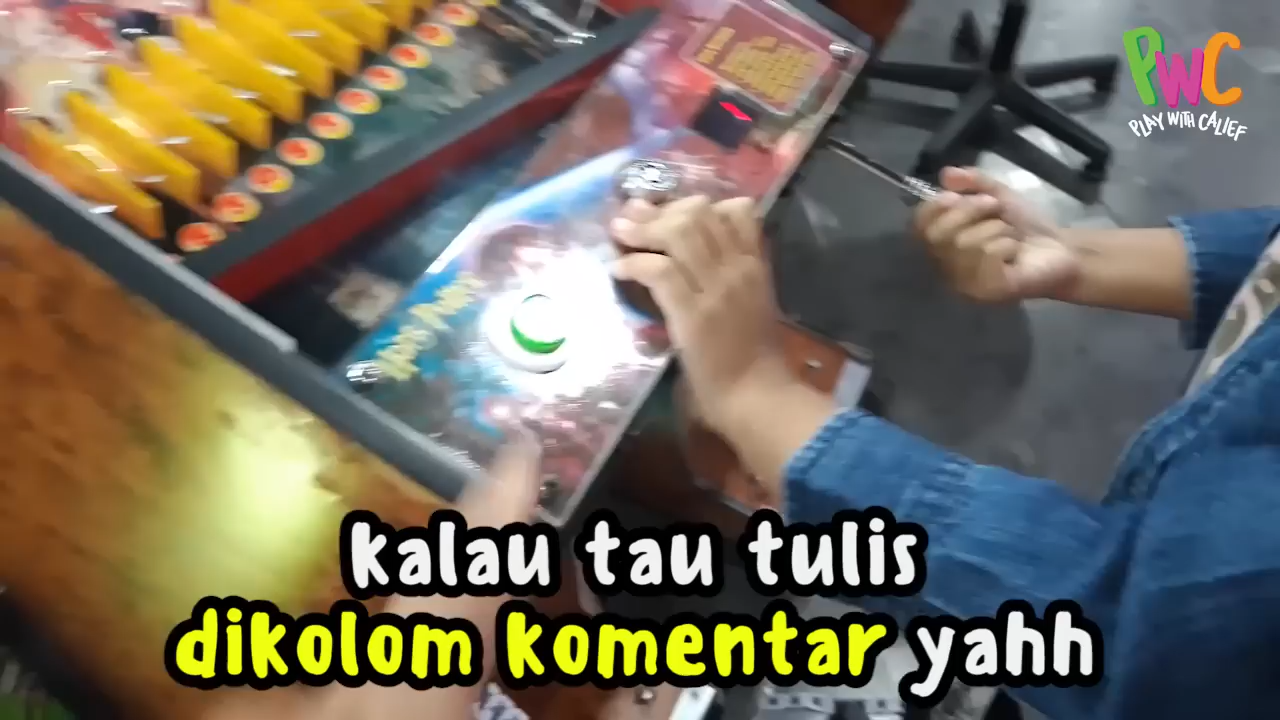 PWC
PLAY WITH CALIEF
kalau tau tulis
dikolom komentar yahh